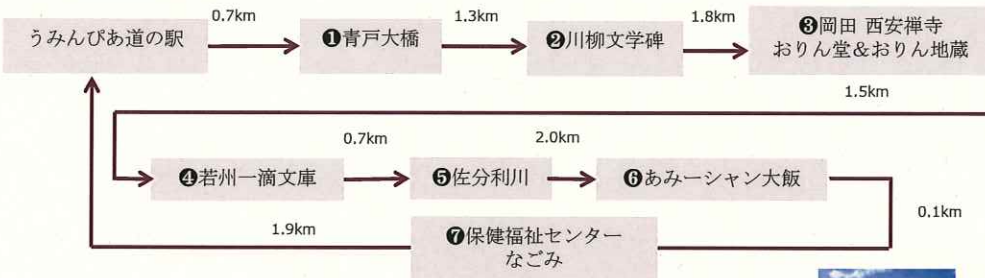 うみんぴあ道の駅
0.7km
❶青戸大橋
1.3km
❷川柳文学碑
1.8km
❸岡田 西安禅寺
おりん堂&おりん地蔵
1.5km
❹若州一滴文庫
0.7km
❺佐分利川
2.0km
❻あみーシャン大飯
0.1km
❼保健福祉センター
なごみ
1.9km